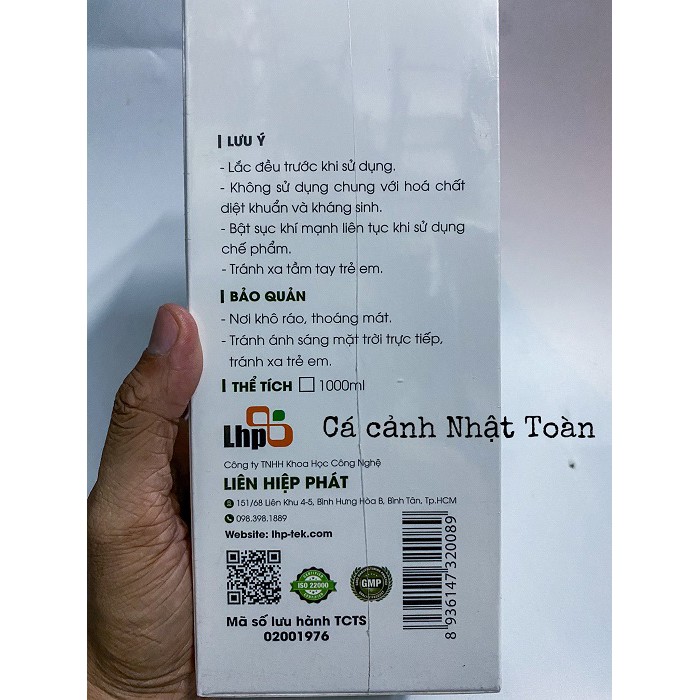 LƯU Ý
- Lắc đều trước khi sử dụng.
- Không sử dụng chung với hoá chất
diệt khuẩn và kháng sinh.
- Bật sục khí mạnh liên tục khi sử dụng
chế phẩm.
- Tránh xa tầm tay trẻ em.
BẢO QUẢN
- Nơi khô ráo, thoáng mát.
- Tránh ánh sáng mặt trời trực tiếp,
tránh xa trẻ em.
THỂ TÍCH 1000ml
Lhp
Cá cảnh Nhật Toàn
Công ty TNHH Khoa Học Công Nghệ
LIÊN HIỆP PHÁT
151/68 Liên Khu 4-5, Bình Hưng Hòa B, Bình Tân, Tp.HCM
098.398.1889
Website: lhp-tek.com
CERTIFIED
ISO 22000
GMP
Mã số lưu hành TCTS
02001976
8 936147 320089